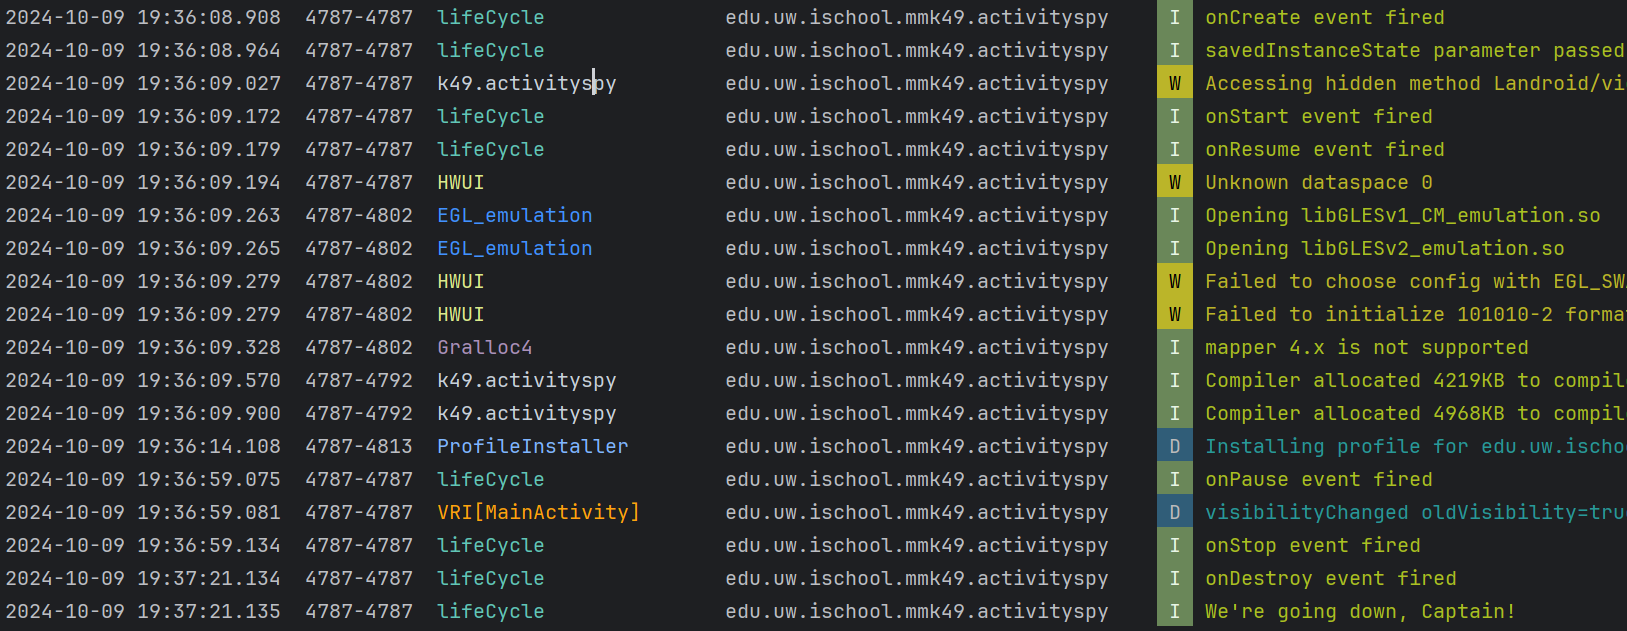 2024-10-09 19:36:08.908 4787-4787 lifeCycle edu.uw.ischool.mmk49.activityspy I onCreate event fired
2024-10-09 19:36:08.964 4787-4787 lifeCycle edu.uw.ischool.mmk49.activityspy I savedInstanceState parameter passed
2024-10-09 19:36:09.027 4787-4787 k49.activityspy edu.uw.ischool.mmk49.activityspy W Accessing hidden method Landroid/vi
2024-10-09 19:36:09.172 4787-4787 lifeCycle edu.uw.ischool.mmk49.activityspy I onStart event fired
2024-10-09 19:36:09.179 4787-4787 lifeCycle edu.uw.ischool.mmk49.activityspy I onResume event fired
2024-10-09 19:36:09.194 4787-4787 HWUI edu.uw.ischool.mmk49.activityspy W Unknown dataspace 0
2024-10-09 19:36:09.263 4787-4802 EGL_emulation edu.uw.ischool.mmk49.activityspy I Opening libGLESv1_CM_emulation.so
2024-10-09 19:36:09.265 4787-4802 EGL_emulation edu.uw.ischool.mmk49.activityspy I Opening libGLESv2_emulation.so
2024-10-09 19:36:09.279 4787-4802 HWUI edu.uw.ischool.mmk49.activityspy W Failed to choose config with EGL_SWA
2024-10-09 19:36:09.279 4787-4802 HWUI edu.uw.ischool.mmk49.activityspy W Failed to initialize 101010-2 format
2024-10-09 19:36:09.328 4787-4802 Gralloc4 edu.uw.ischool.mmk49.activityspy I mapper 4.x is not supported
2024-10-09 19:36:09.570 4787-4792 k49.activityspy edu.uw.ischool.mmk49.activityspy I Compiler allocated 4219KB to compil
2024-10-09 19:36:09.900 4787-4792 k49.activityspy edu.uw.ischool.mmk49.activityspy I Compiler allocated 4968KB to compil
2024-10-09 19:36:14.108 4787-4813 ProfileInstaller edu.uw.ischool.mmk49.activityspy D Installing profile for edu.uw.ischo
2024-10-09 19:36:59.075 4787-4787 lifeCycle edu.uw.ischool.mmk49.activityspy I onPause event fired
2024-10-09 19:36:59.081 4787-4787 VRI[MainActivity] edu.uw.ischool.mmk49.activityspy D visibilityChanged oldVisibility=tru
2024-10-09 19:36:59.134 4787-4787 lifeCycle edu.uw.ischool.mmk49.activityspy I onStop event fired
2024-10-09 19:37:21.134 4787-4787 lifeCycle edu.uw.ischool.mmk49.activityspy I onDestroy event fired
2024-10-09 19:37:21.135 4787-4787 lifeCycle edu.uw.ischool.mmk49.activityspy I We're going down, Captain!